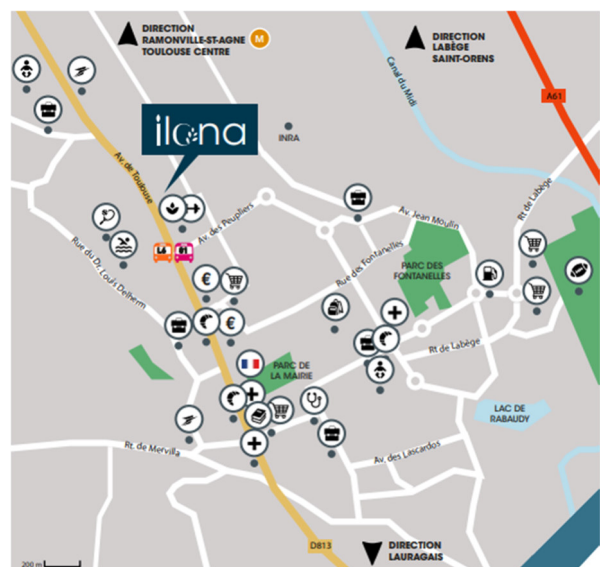 DIRECTION
RAMONVILLE-ST-AGNE
TOULOUSE CENTRE
M
DIRECTION
LABÈGE
SAINT-ORENS
Canal du Midi
A61
ilona
INRA
Av. de Toulouse
Rt de Labège
Av. des Peupliers
Av. Jean Moulin
L6
81
Rue des Fontanelles
PARC DES
FONTANELLES
Rue du Dr. Louis Delherm
€
€
Rt de Labège
PARC DE
LA MAIRIE
LAC DE
RABAUDY
Rt. de Mervilla
Av. des Lascardos
D813
DIRECTION
LAURAGAIS
200 m